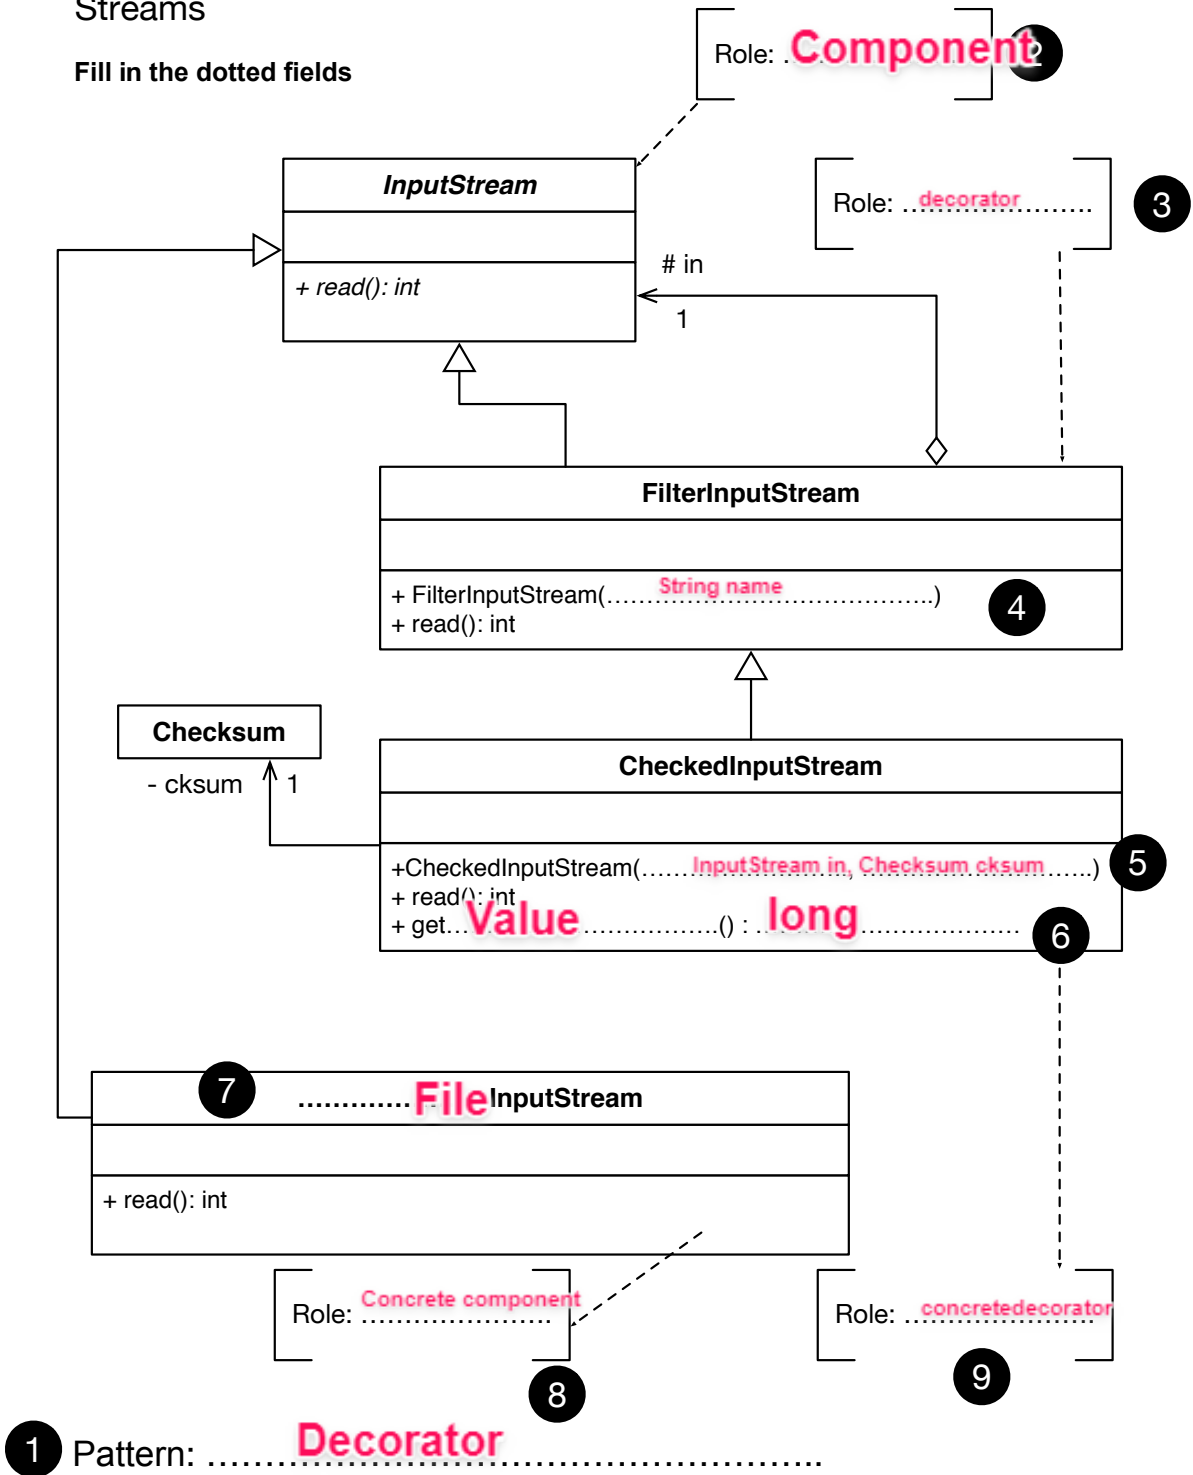 Streams
Fill in the dotted fields
Role: .Component 2
InputStream
+ read(): int
Role: ...decorator...... 3
# in
1
FilterInputStream
+ FilterInputStream(......String name......)
+ read(): int
4
Checksum
- cksum 1
CheckedInputStream
+CheckedInputStream(......InputStream in, Checksum cksum......)
5
+ read(): int
+ get...Value.................() : .long....................
6
7
.............FileInputStream
+ read(): int
Role: Concrete component
8
Role: ...concretedecorator
9
1 Pattern: .........Decorator..............................